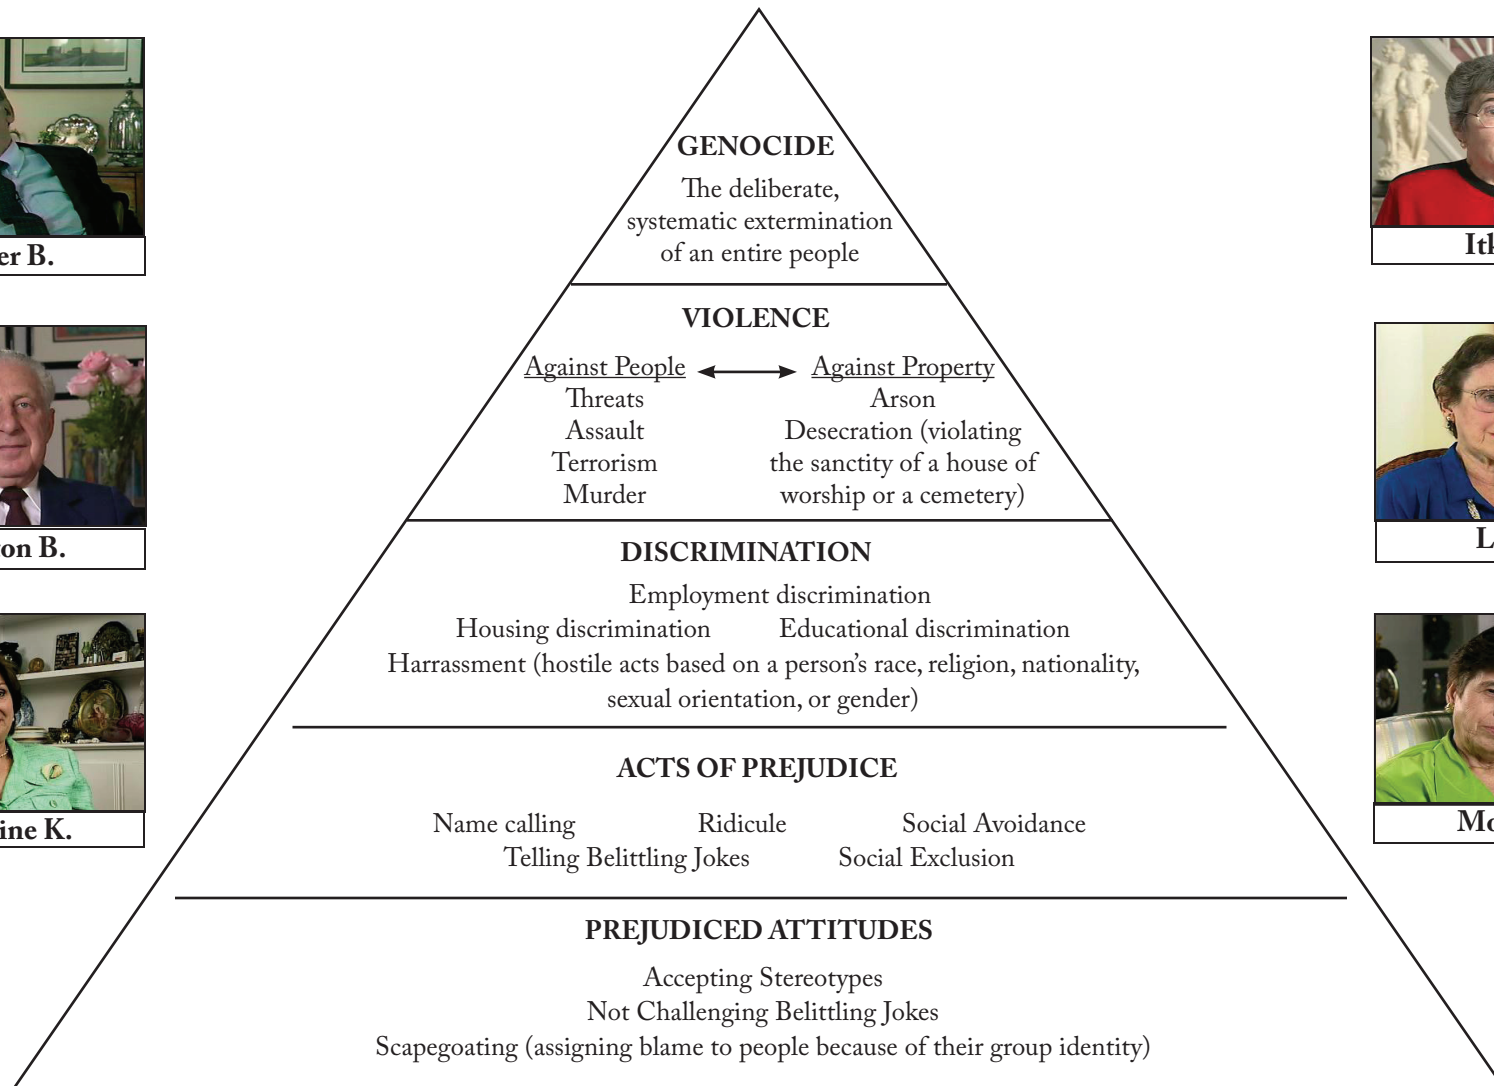 GENOCIDE
The deliberate,
systematic extermination
of an entire people
VIOLENCE
Against People Against Property
Threats Arson
Assault Desecration (violating
Terrorism the sanctity of a house of
Murder worship or a cemetery)
DISCRIMINATION
Employment discrimination
Housing discrimination Educational discrimination
Harrassment (hostile acts based on a person's race, religion, nationality,
sexual orientation, or gender)
ACTS OF PREJUDICE
Name calling Ridicule Social Avoidance
Telling Belittling Jokes Social Exclusion
PREJUDICED ATTITUDES
Accepting Stereotypes
Not Challenging Belittling Jokes
Scapegoating (assigning blame to people because of their group identity)
er B.
on B.
ine K.
It
L
Mo